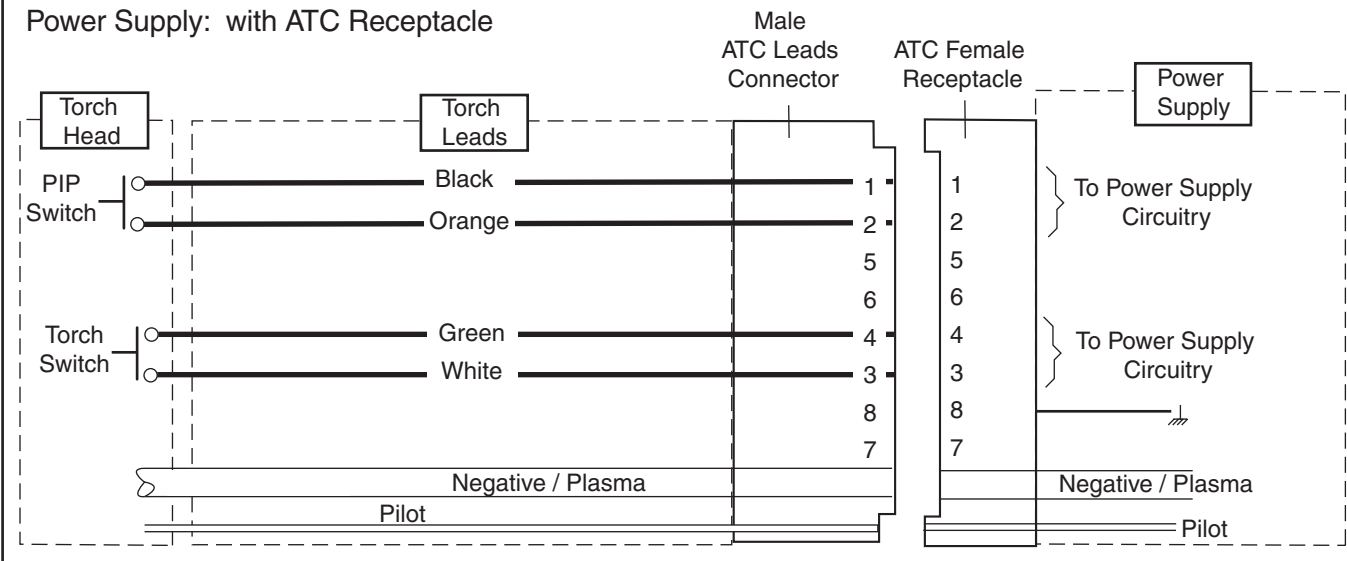 Power Supply:  with ATC Receptacle
Male
ATC Leads
Connector
ATC Female
Receptacle
Power
Supply
Torch
Head
Torch
Leads
PIP
Switch
Black
1
1
To Power Supply
Circuitry
Orange
2
2
5
5
6
6
Torch
Switch
Green
4
4
To Power Supply
Circuitry
White
3
3
8
8
7
7
Negative / Plasma
Negative / Plasma
Pilot
Pilot